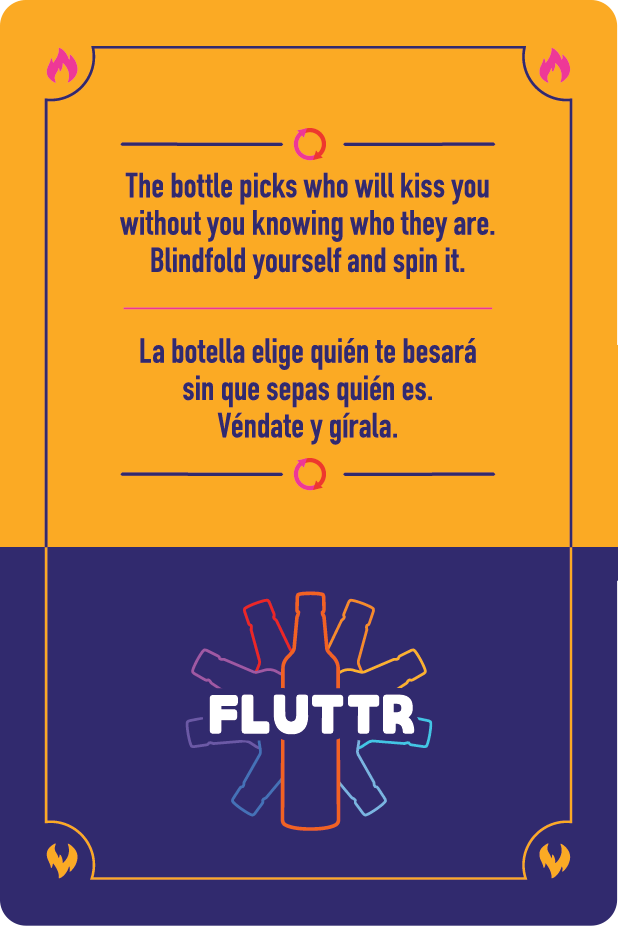 The bottle picks who will kiss you
without you knowing who they are.
Blindfold yourself and spin it.
La botella elige quién te besará
sin que sepas quién es.
Véndate y gírala.
FLUTTR